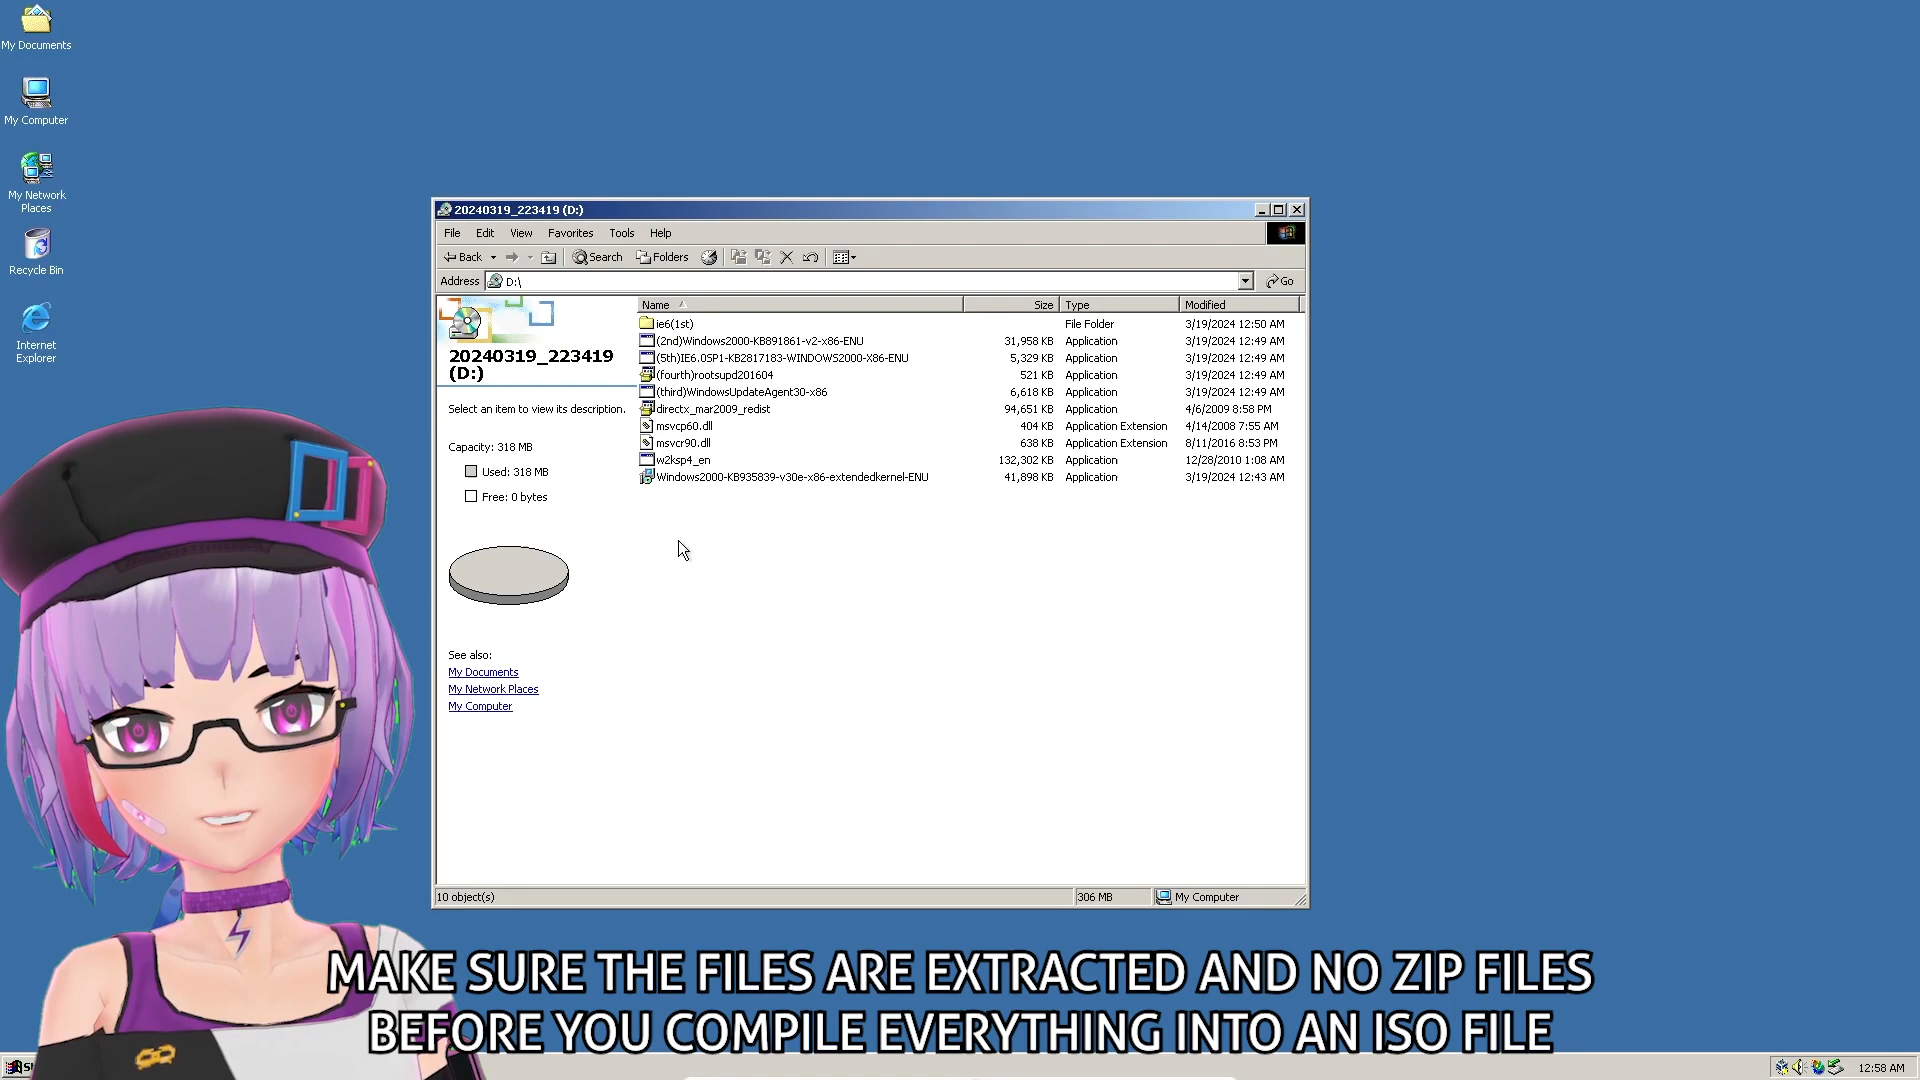 My Documents
My Computer
My Network
Places
Recycle Bin
Internet
Explorer
20240319_223419 (D:)
File Edit View Favorites Tools Help
Back Search Folders
Address D:\ Go
Name Size Type Modified
ie6(1st) File Folder 3/19/2024 12:50 AM
(2nd)Windows2000-KB891861-v2-x86-ENU 31,958 KB Application 3/19/2024 12:49 AM
(5th)IE6.0SP1-KB2817183-WINDOWS2000-X86-ENU 5,329 KB Application 3/19/2024 12:49 AM
(fourth)rootsupd201604 521 KB Application 3/19/2024 12:49 AM
(third)WindowsUpdateAgent30-x86 6,618 KB Application 3/19/2024 12:49 AM
directx_mar2009_redist 94,651 KB Application 4/6/2009 8:58 PM
msvcp60.dll 404 KB Application Extension 4/14/2008 7:55 AM
msvcr90.dll 638 KB Application Extension 8/11/2016 8:53 PM
w2ksp4_en 132,302 KB Application 12/28/2010 1:08 AM
Windows2000-KB935839-v30e-x86-extendedkernel-ENU 41,898 KB Application 3/19/2024 12:43 AM
20240319_223419
(D:)
Select an item to view its description.
Capacity: 318 MB
Used: 318 MB
Free: 0 bytes
See also:
My Documents
My Network Places
My Computer
10 object(s) 306 MB My Computer
MAKE SURE THE FILES ARE EXTRACTED AND NO ZIP FILES
BEFORE YOU COMPILE EVERYTHING INTO AN ISO FILE
12:58 AM